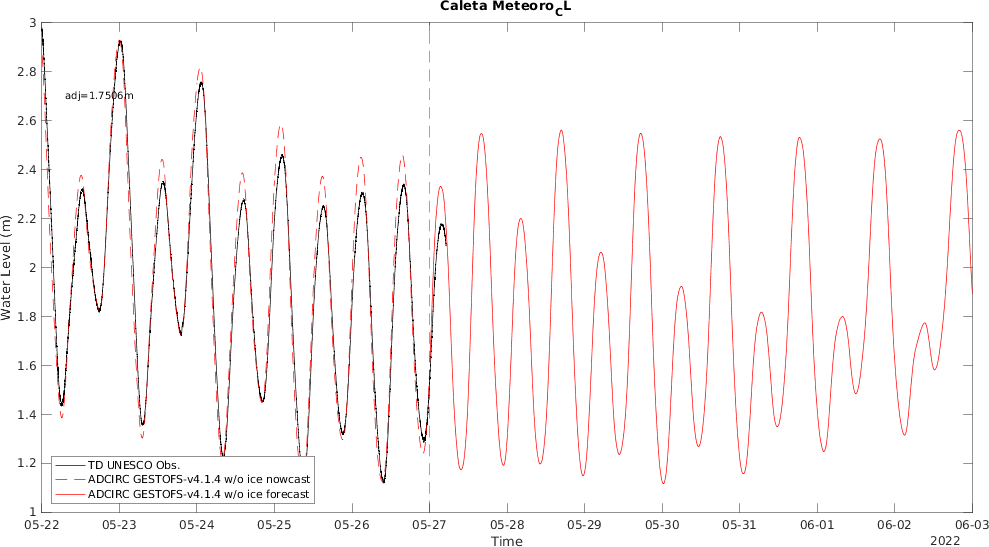 Caleta Meteoro_CL
3
2.8
adj=1.7506m
2.6
2.4
2.2
2
1.8
1.6
1.4
1.2
1
Water Level (m)
TD UNESCO Obs.
ADCIRC GESTOFS-v4.1.4 w/o ice nowcast
ADCIRC GESTOFS-v4.1.4 w/o ice forecast
05-22 05-23 05-24 05-25 05-26 05-27 05-28 05-29 05-30 05-31 06-01 06-02 06-03
Time
2022